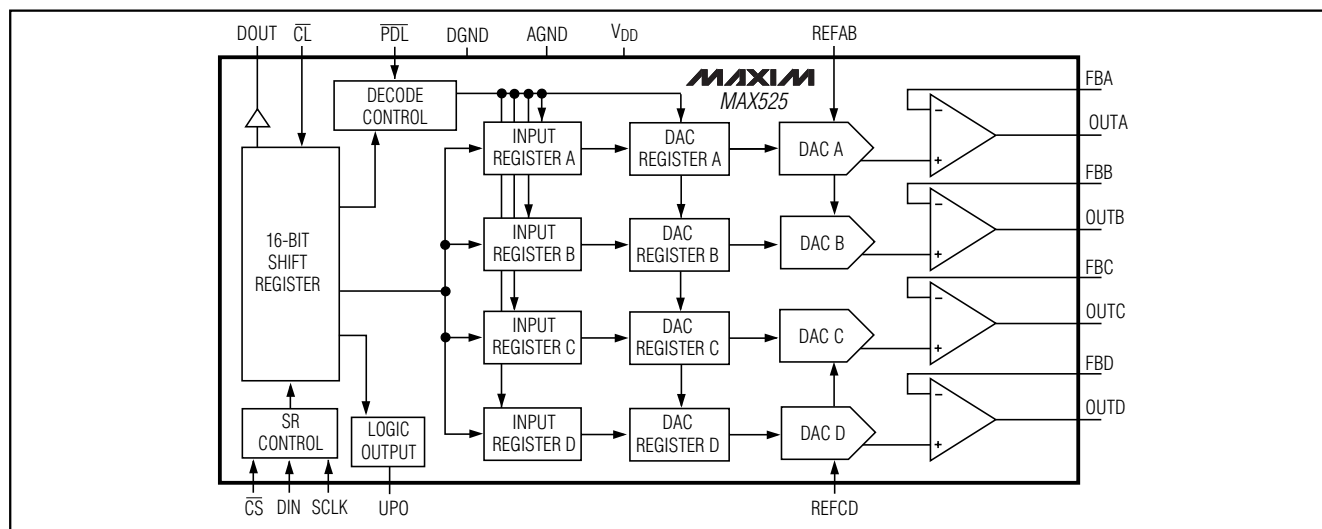 DOUT CL PDL DGND AGND VDD REFAB
MAXIM
MAX525
DECODE
CONTROL
FBA
OUTA
INPUT
REGISTER A
DAC
REGISTER A
DAC A
−
+
FBB
OUTB
16-BIT
SHIFT
REGISTER
INPUT
REGISTER B
DAC
REGISTER B
DAC B
−
+
FBC
OUTC
INPUT
REGISTER C
DAC
REGISTER C
DAC C
−
+
FBD
OUTD
SR
CONTROL
LOGIC
OUTPUT
INPUT
REGISTER D
DAC
REGISTER D
DAC D
−
+
CS DIN SCLK UPO REFCD